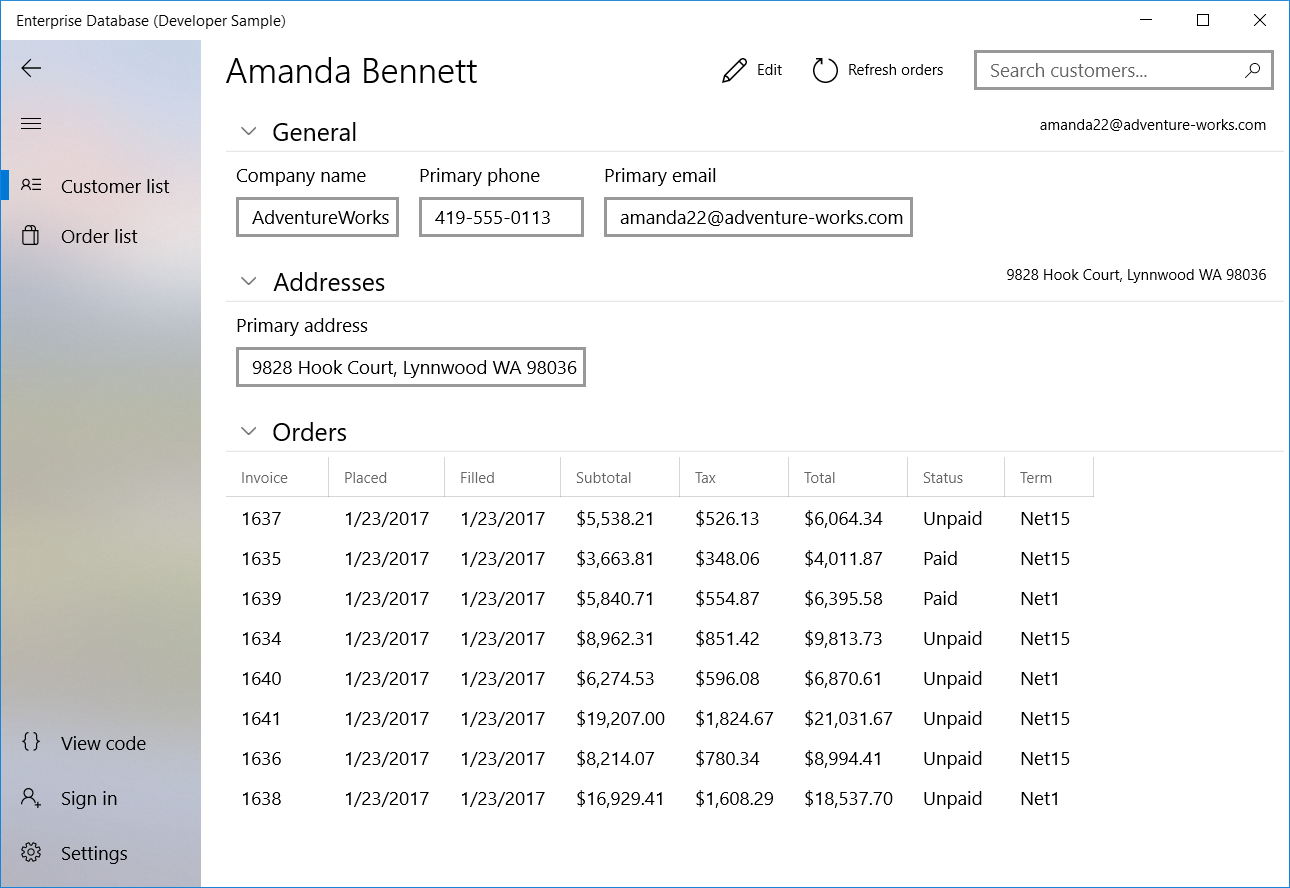 Enterprise Database (Developer Sample)
Amanda Bennett
Edit
Refresh orders
Search customers...
Customer list
Order list
View code
Sign in
Settings
General
amanda22@adventure-works.com
Company name Primary phone Primary email
AdventureWorks 419-555-0113 amanda22@adventure-works.com
Addresses
9828 Hook Court, Lynnwood WA 98036
Primary address
9828 Hook Court, Lynnwood WA 98036
Orders
Invoice Placed Filled Subtotal Tax Total Status Term
1637 1/23/2017 1/23/2017 $5,538.21 $526.13 $6,064.34 Unpaid Net15
1635 1/23/2017 1/23/2017 $3,663.81 $348.06 $4,011.87 Paid Net15
1639 1/23/2017 1/23/2017 $5,840.71 $554.87 $6,395.58 Paid Net1
1634 1/23/2017 1/23/2017 $8,962.31 $851.42 $9,813.73 Unpaid Net15
1640 1/23/2017 1/23/2017 $6,274.53 $596.08 $6,870.61 Unpaid Net1
1641 1/23/2017 1/23/2017 $19,207.00 $1,824.67 $21,031.67 Unpaid Net15
1636 1/23/2017 1/23/2017 $8,214.07 $780.34 $8,994.41 Unpaid Net15
1638 1/23/2017 1/23/2017 $16,929.41 $1,608.29 $18,537.70 Unpaid Net1